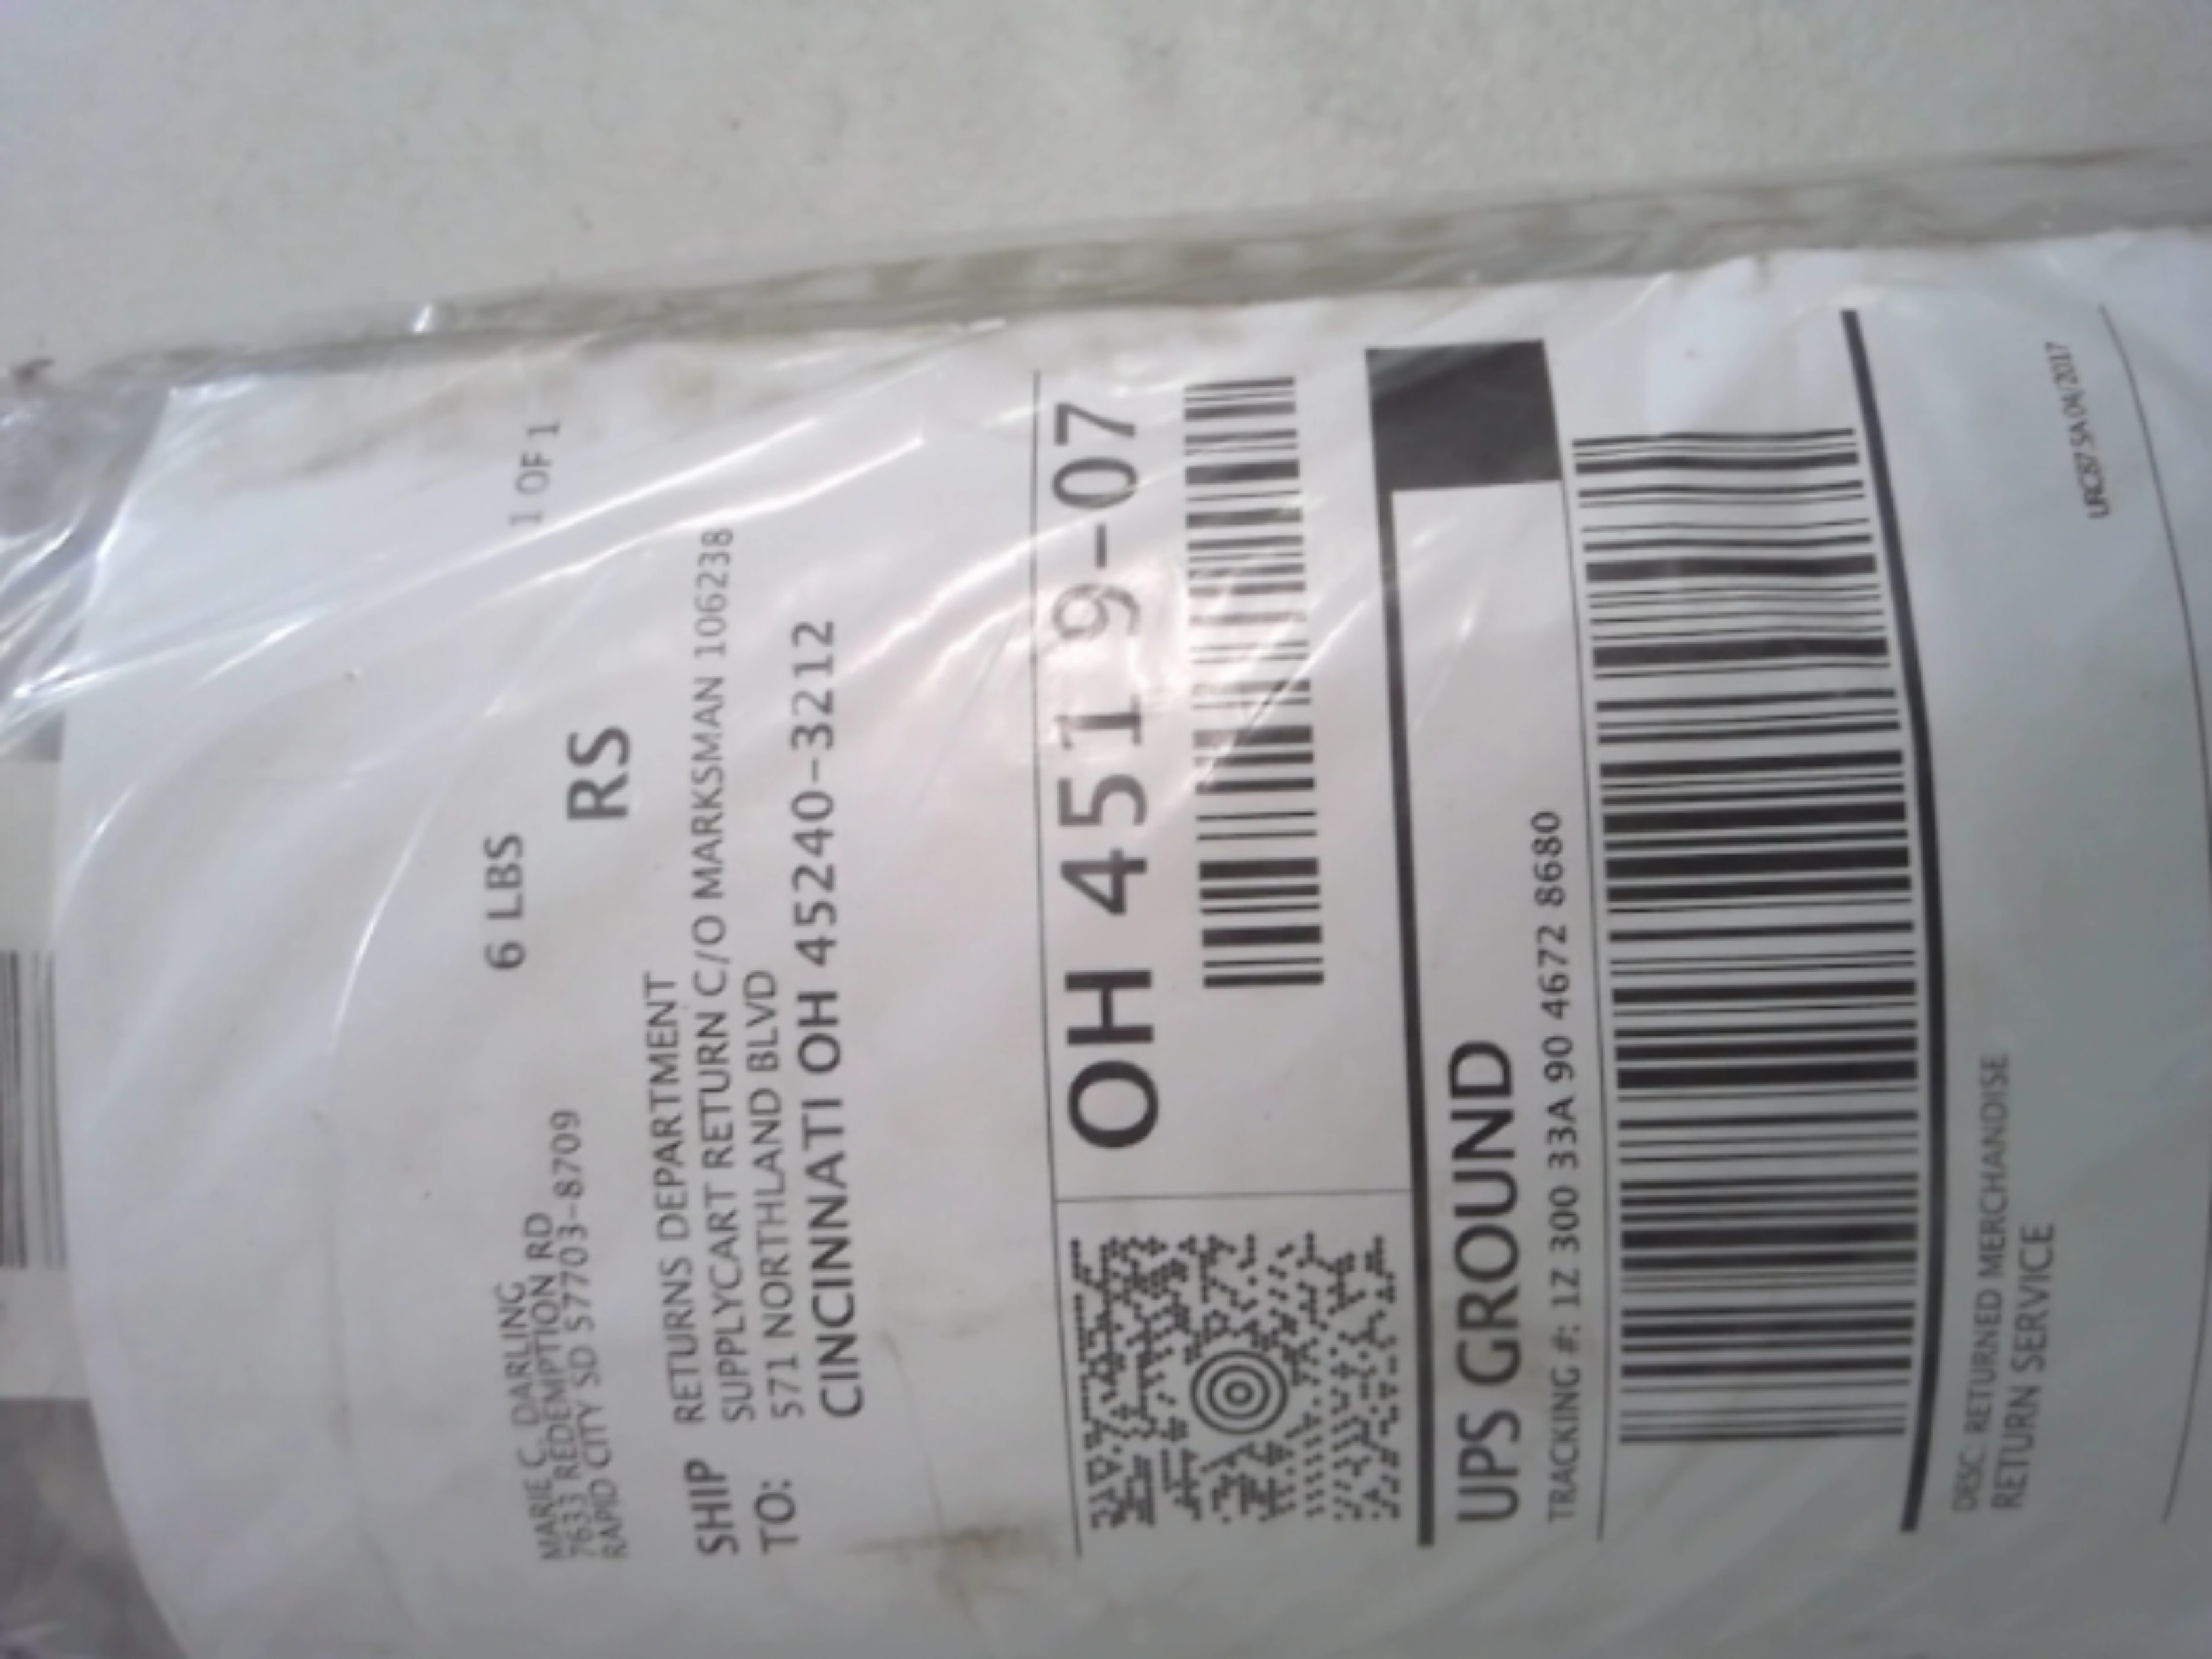 MARIE C. DARLING
7633 REDEMPTION RD
RAPID CITY SD 57703-8709
6 LBS
1 OF 1
RS
SHIP TO:
RETURNS DEPARTMENT
SUPPLYCART RETURN C/O MARKSMAN 106238
571 NORTHLAND BLVD
CINCINNATI OH 45240-3212
OH 451 9-07
UPS GROUND
TRACKING #: 1Z 300 33A 90 4672 8680
DESC: RETURNED MERCHANDISE
RETURN SERVICE
04/2017